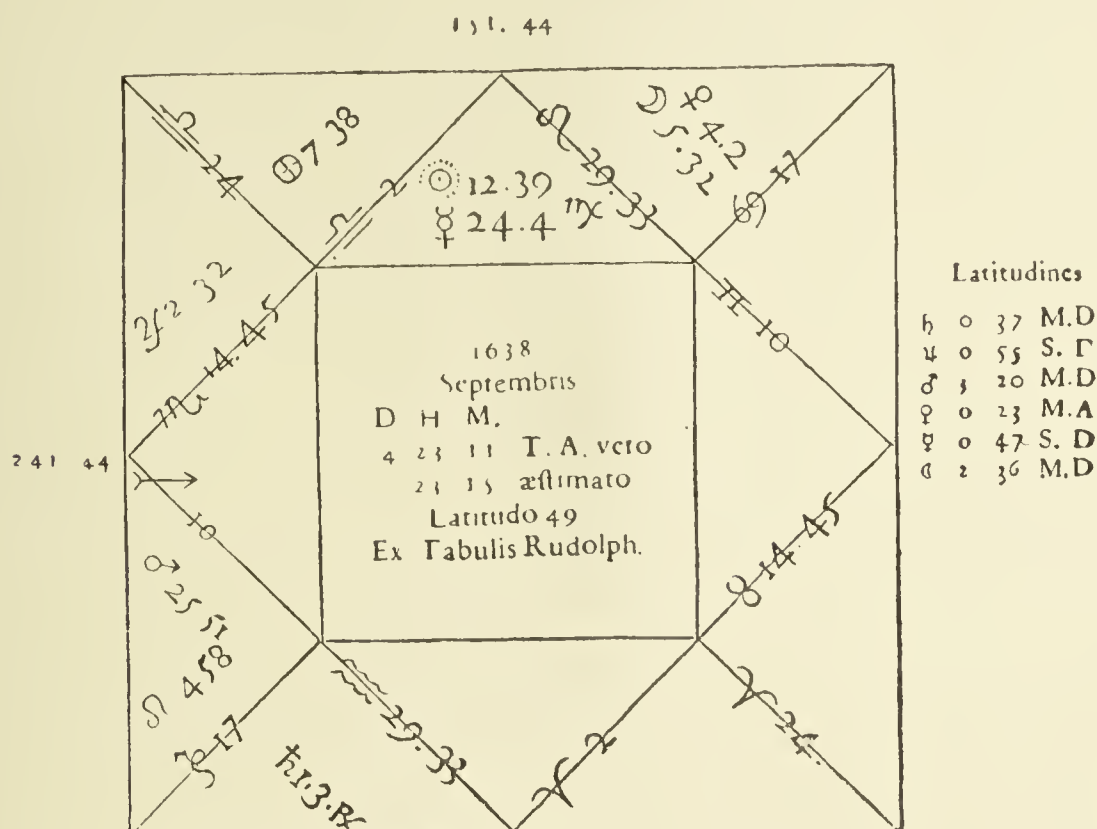 151. 44
♎ 24
⊕ 7 38
♎ 2
☉ 12.39
☿ 24.4 ♍
♌ 29.33
☽ ♀ 4.2
5.32
♋ 17
♃ 2 32
♏ 14.45
♊ 10
241 44
♐ 10
♂ 25 51
☊ 4 58
♑ 17
♄ 1.3.℞
♒ 29.33
♈ 2
♈ 24.
♉ 14.45
1638
Septembris
D H M.
4 23 11 T. A. vero
23 15 æſtimato
Latitudo 49
Ex Tabulis Rudolph.
Latitudines
♄ 0 37 M.D
♃ 0 55 S.
♂ 3 20 M.D
♀ 0 23 M.A
☿ 0 47 S. D
☾ 2 36 M.D